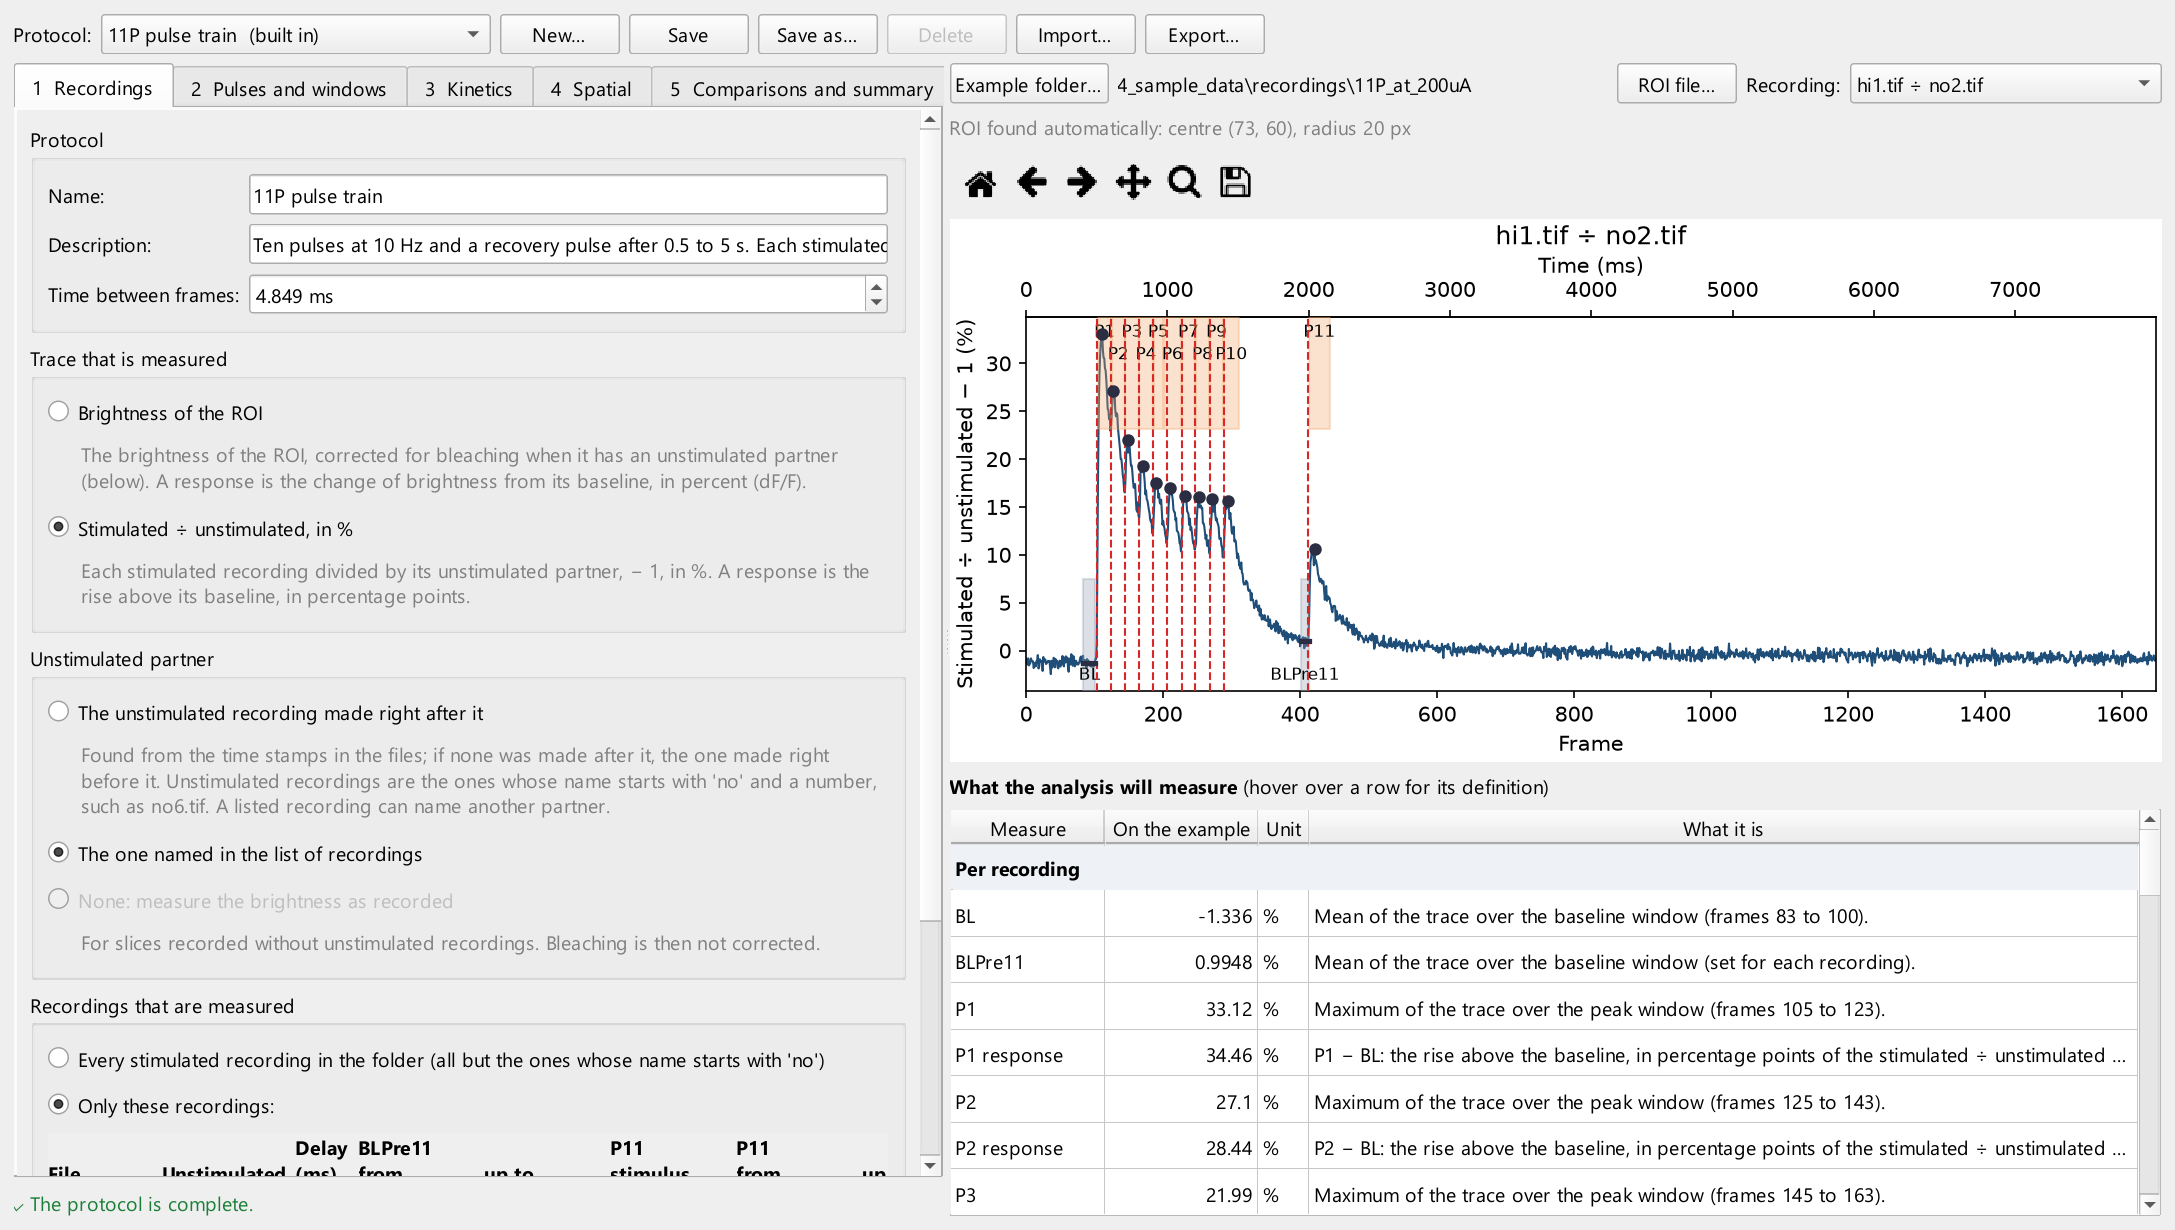 Protocol: 11P pulse train (built in) New... Save Save as... Delete Import... Export...
1 Recordings 2 Pulses and windows 3 Kinetics 4 Spatial 5 Comparisons and summary
Protocol
Name: 11P pulse train
Description: Ten pulses at 10 Hz and a recovery pulse after 0.5 to 5 s. Each stimulated
Time between frames: 4.849 ms
Trace that is measured
Brightness of the ROI
The brightness of the ROI, corrected for bleaching when it has an unstimulated partner
(below). A response is the change of brightness from its baseline, in percent (dF/F).
Stimulated ÷ unstimulated, in %
Each stimulated recording divided by its unstimulated partner, − 1, in %. A response is the
rise above its baseline, in percentage points.
Unstimulated partner
The unstimulated recording made right after it
Found from the time stamps in the files; if none was made after it, the one made right
before it. Unstimulated recordings are the ones whose name starts with 'no' and a number,
such as no6.tif. A listed recording can name another partner.
The one named in the list of recordings
None: measure the brightness as recorded
For slices recorded without unstimulated recordings. Bleaching is then not corrected.
Recordings that are measured
Every stimulated recording in the folder (all but the ones whose name starts with 'no')
Only these recordings:
Delay BLPre11 P11 P11
File Unstimulated (ms) from up to stimulus from up
✓ The protocol is complete.
Example folder... 4_sample_data\recordings\11P_at_200uA ROI file... Recording: hi1.tif ÷ no2.tif
ROI found automatically: centre (73, 60), radius 20 px
hi1.tif ÷ no2.tif
Time (ms)
0 1000 2000 3000 4000 5000 6000 7000
Stimulated ÷ unstimulated − 1 (%)
30
25
20
15
10
5
0
P1 P3 P5 P7 P9 P11
P2 P4 P6 P8 P10
BL BLPre11
0 200 400 600 800 1000 1200 1400 1600
Frame
What the analysis will measure (hover over a row for its definition)
Measure On the example Unit What it is
Per recording
BL -1.336 % Mean of the trace over the baseline window (frames 83 to 100).
BLPre11 0.9948 % Mean of the trace over the baseline window (set for each recording).
P1 33.12 % Maximum of the trace over the peak window (frames 105 to 123).
P1 response 34.46 % P1 − BL: the rise above the baseline, in percentage points of the stimulated ÷ unstimulated ...
P2 27.1 % Maximum of the trace over the peak window (frames 125 to 143).
P2 response 28.44 % P2 − BL: the rise above the baseline, in percentage points of the stimulated ÷ unstimulated ...
P3 21.99 % Maximum of the trace over the peak window (frames 145 to 163).